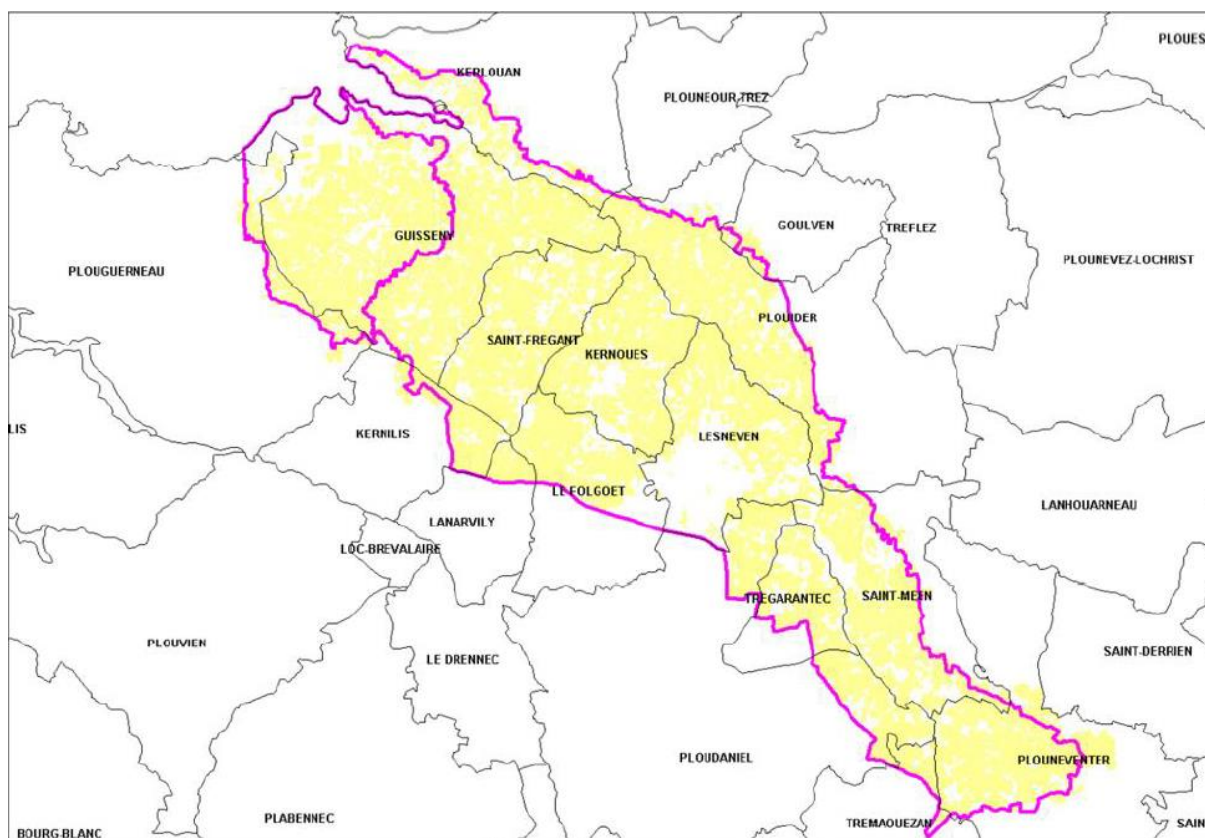 PLOUES
KERLOUAN
PLOUNEOUR-TREZ
GOULVEN
TREFLEZ
GUISSENY
PLOUNEVEZ-LOCHRIST
PLOUGUERNEAU
PLOUIDER
SAINT-FREGANT
KERNOUES
LIS
KERNILIS
LESNEVEN
LE FOLGOET
LANHOUARNEAU
LANARVILY
LOC-BREVALAIRE
TREGARANTEC
SAINT-MEEN
PLOUVIEN
SAINT-DERRIEN
LE DRENNEC
PLOUDANIEL
PLOUNEVENTER
PLABENNEC
TREMAOUEZAN
SAIN
BOURG-BLANC